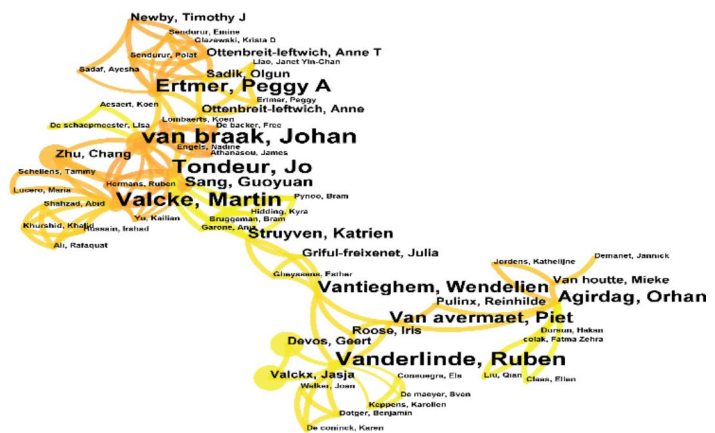 Newby, Timothy J
Sendurur, Emine
Glazewski, Krista D
Sendurur, Polat
Ottenbreit-leftwich, Anne T
Liao, Janet Yin-Chan
Sadaf, Ayesha
Sadik, Olgun
Ertmer, Peggy A
Ertmer, Peggy
Aesaert, Koen
Ottenbreit-leftwich, Anne
Lombaerts, Koen
De schaepmeester, Lisa
De backer, Free
van braak, Johan
Engels, Nadine
Zhu, Chang
Athanasou, James
Tondeur, Jo
Schellens, Tammy
Hermans, Ruben
Sang, Guoyuan
Lucero, Maria
Valcke, Martin
Pynoo, Bram
Shahzad, Abid
Hidding, Kyra
Yu, Kailian
Bruggeman, Bram
Khurshid, Khalid
Garone, Anja
Hussain, Irshad
Struyven, Katrien
Ali, Rafaquat
Griful-freixenet, Julia
Jordens, Kathelijne
Demanet, Jannick
Gheyssens, Esther
Van houtte, Mieke
Vantieghem, Wendelien
Pulinx, Reinhilde
Agirdag, Orhan
Van avermaet, Piet
Roose, Iris
Dursun, Hakan
colak, Fatma Zehra
Devos, Geert
Vanderlinde, Ruben
Valckx, Jasja
Consuegra, Els
Liu, Qian
Claes, Ellen
Walker, Joan
De maeyer, Sven
Keppens, Karolien
Dotger, Benjamin
De coninck, Karen